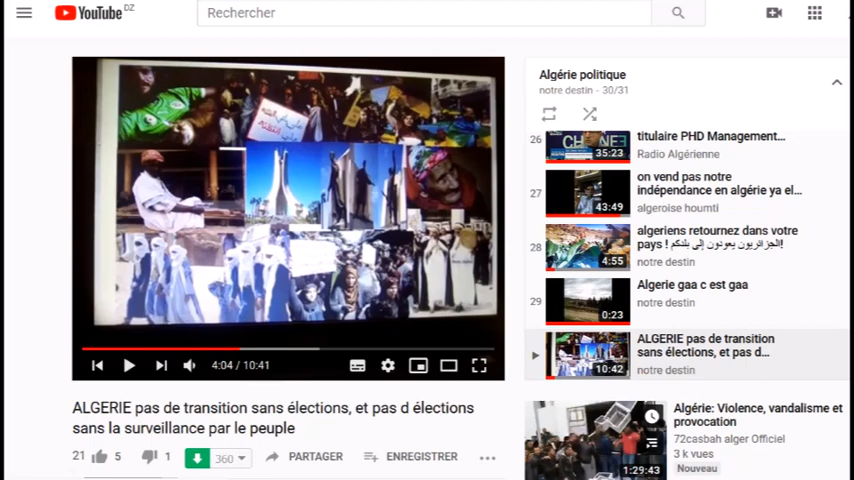 YouTube DZ
Rechercher
Algérie politique
notre destin - 30/31
26
35:23
titulaire PHD Management...
Radio Algérienne
27
43:49
on vend pas notre
indépendance en algérie ya el...
algeroise houmti
28
4:55
algeriens retournez dans votre
pays ! الجزائريون يعودون إلى بلدكم!
notre destin
29
0:23
Algerie gaa c est gaa
notre destin
10:42
ALGERIE pas de transition
sans élections, et pas d...
notre destin
4:04 / 10:41
ALGERIE pas de transition sans élections, et pas d élections
sans la surveillance par le peuple
21
5
1
360
PARTAGER
ENREGISTRER
1:29:43
Algérie: Violence, vandalisme et
provocation
72casbah alger Officiel
3 k vues
Nouveau